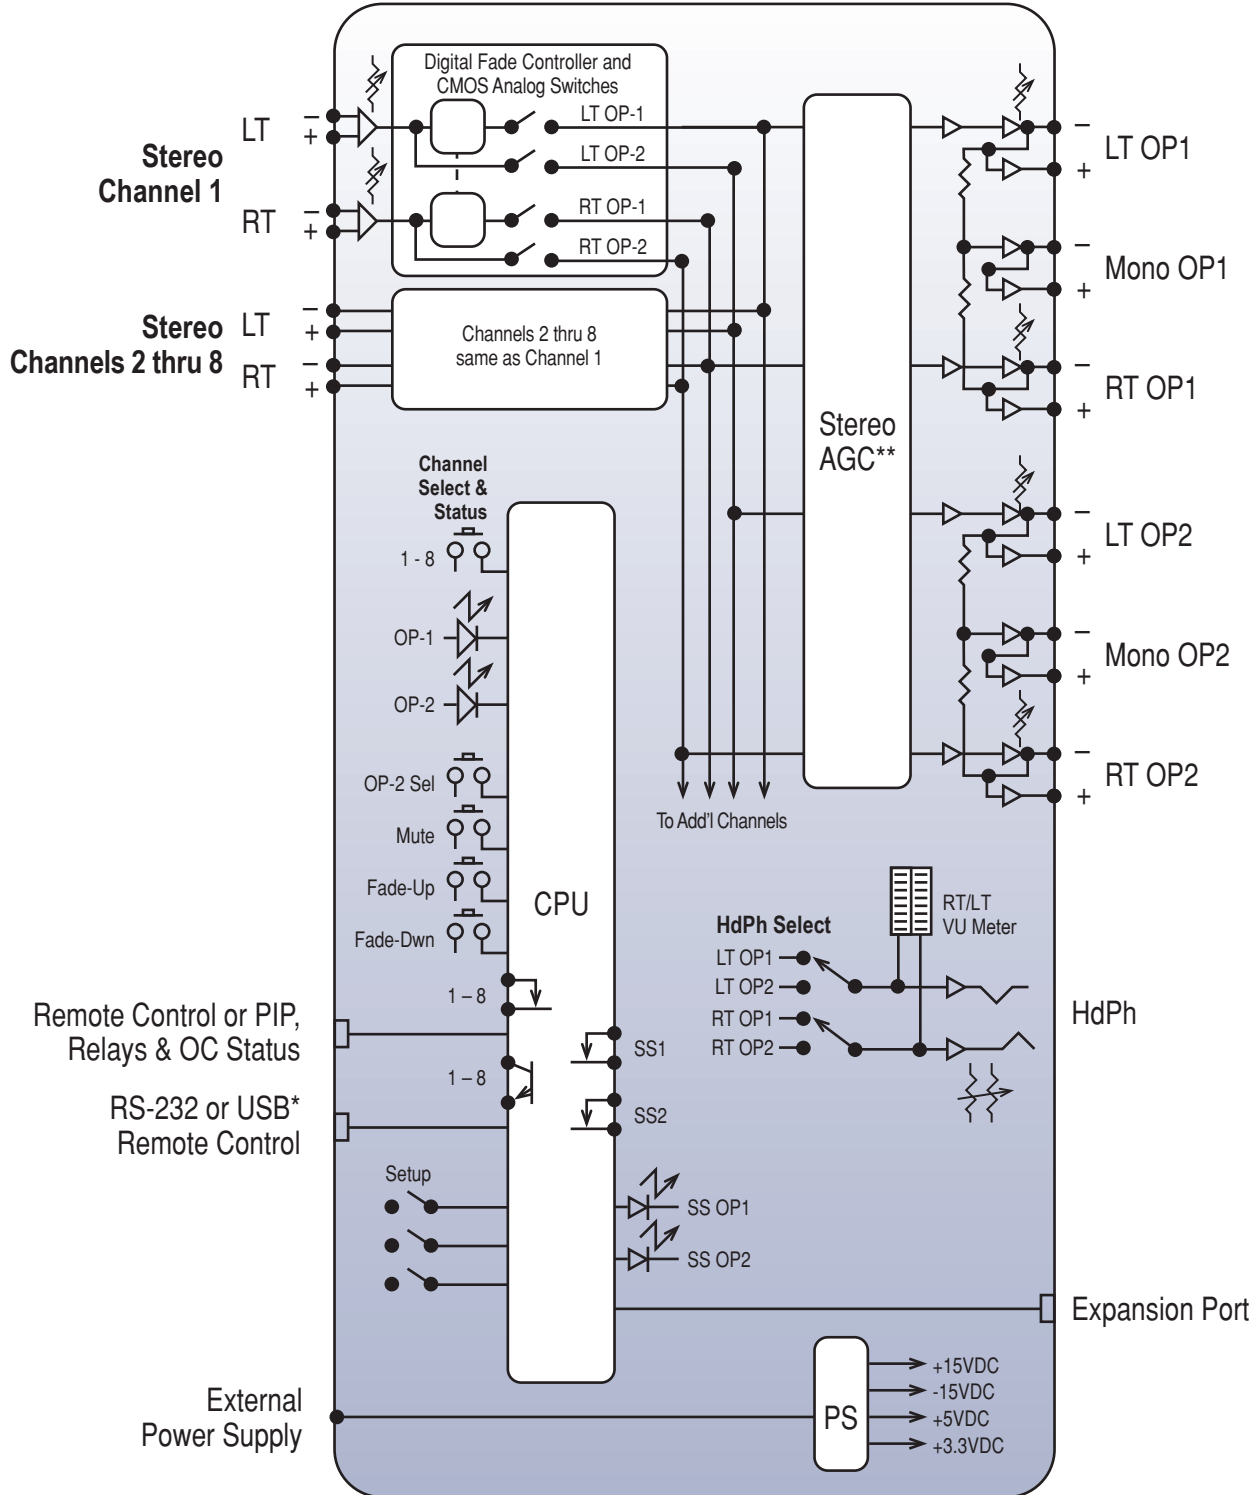 Digital Fade Controller and
CMOS Analog Switches
LT OP-1
LT OP-2
RT OP-1
RT OP-2
Stereo
Channel 1
LT
−
+
RT
−
+
Stereo
Channels 2 thru 8
LT
−
+
RT
−
+
Channels 2 thru 8
same as Channel 1
Stereo
AGC**
−
LT OP1
+
−
Mono OP1
+
−
RT OP1
+
−
LT OP2
+
−
Mono OP2
+
−
RT OP2
+
To Add'l Channels
Channel
Select &
Status
1 - 8
OP-1
OP-2
OP-2 Sel
Mute
Fade-Up
Fade-Dwn
CPU
1 – 8
1 – 8
Remote Control or PIP,
Relays & OC Status
RS-232 or USB*
Remote Control
Setup
SS1
SS2
SS OP1
SS OP2
RT/LT
VU Meter
HdPh Select
LT OP1
LT OP2
RT OP1
RT OP2
HdPh
Expansion Port
External
Power Supply
PS
+15VDC
-15VDC
+5VDC
+3.3VDC